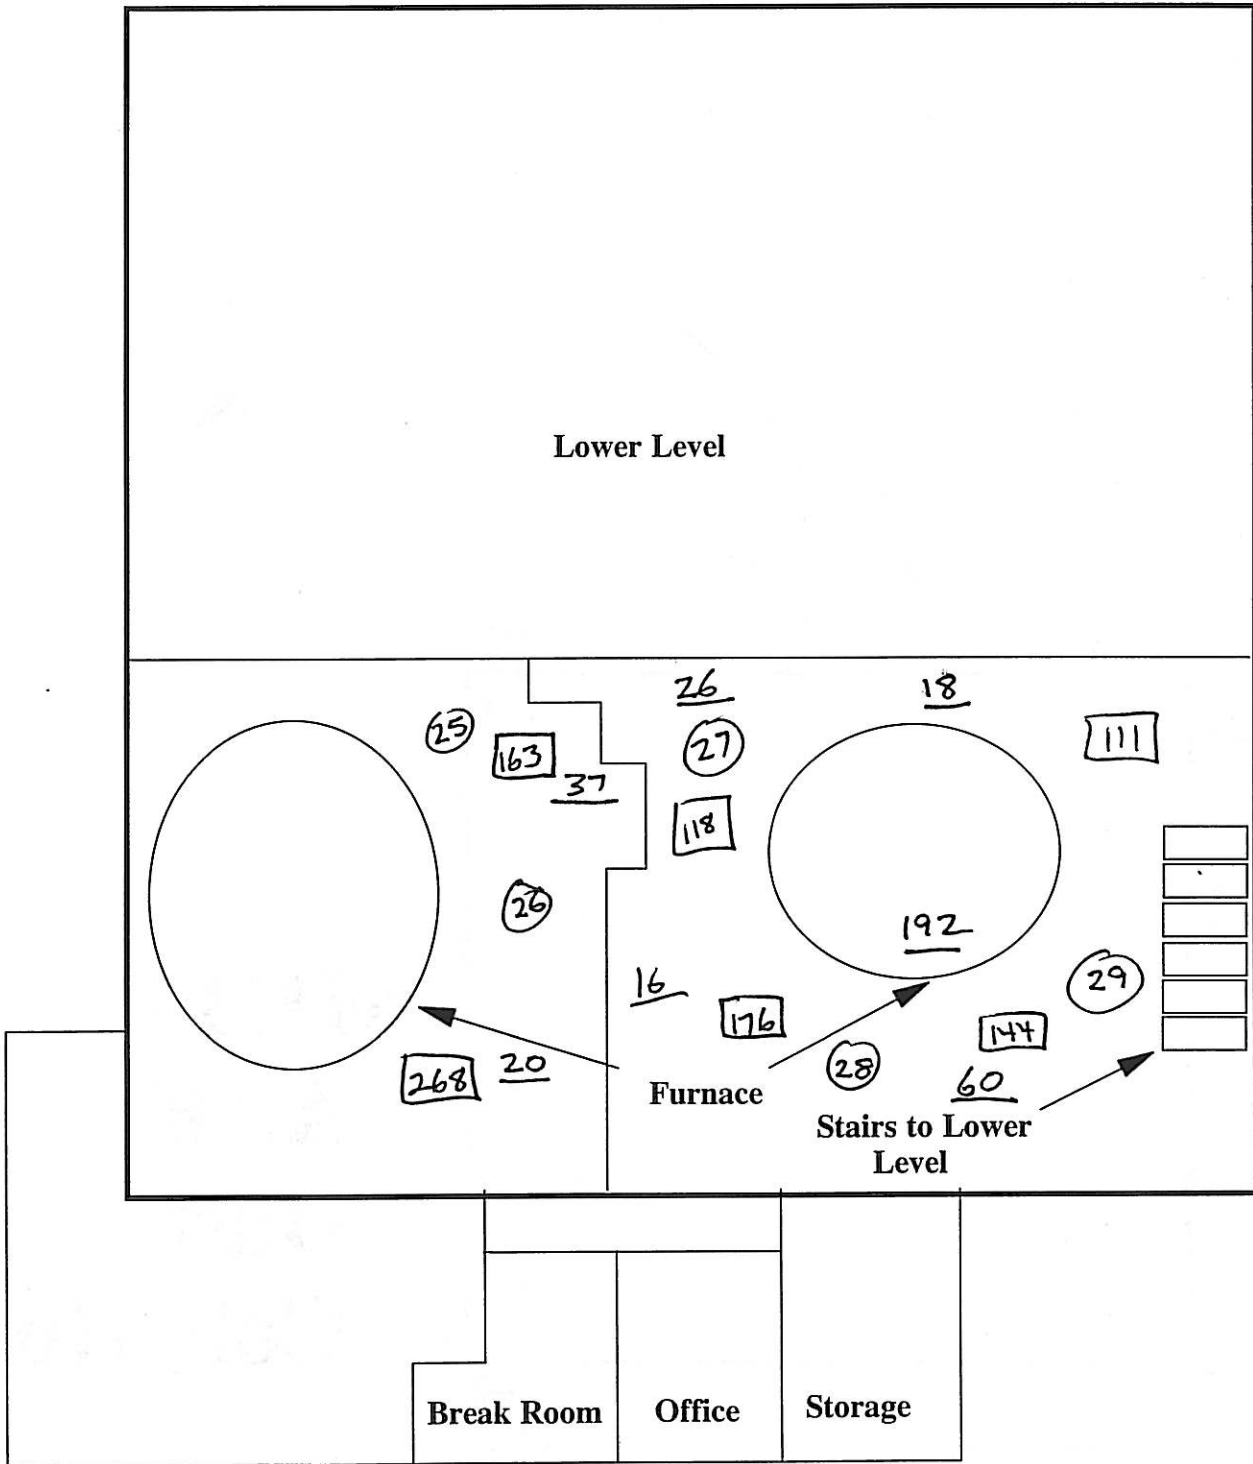 Lower Level
26
18
25
27
111
163
37
118
26
192
16
29
176
144
268
20
28
Furnace
60
Stairs to Lower
Level
Break Room
Office
Storage